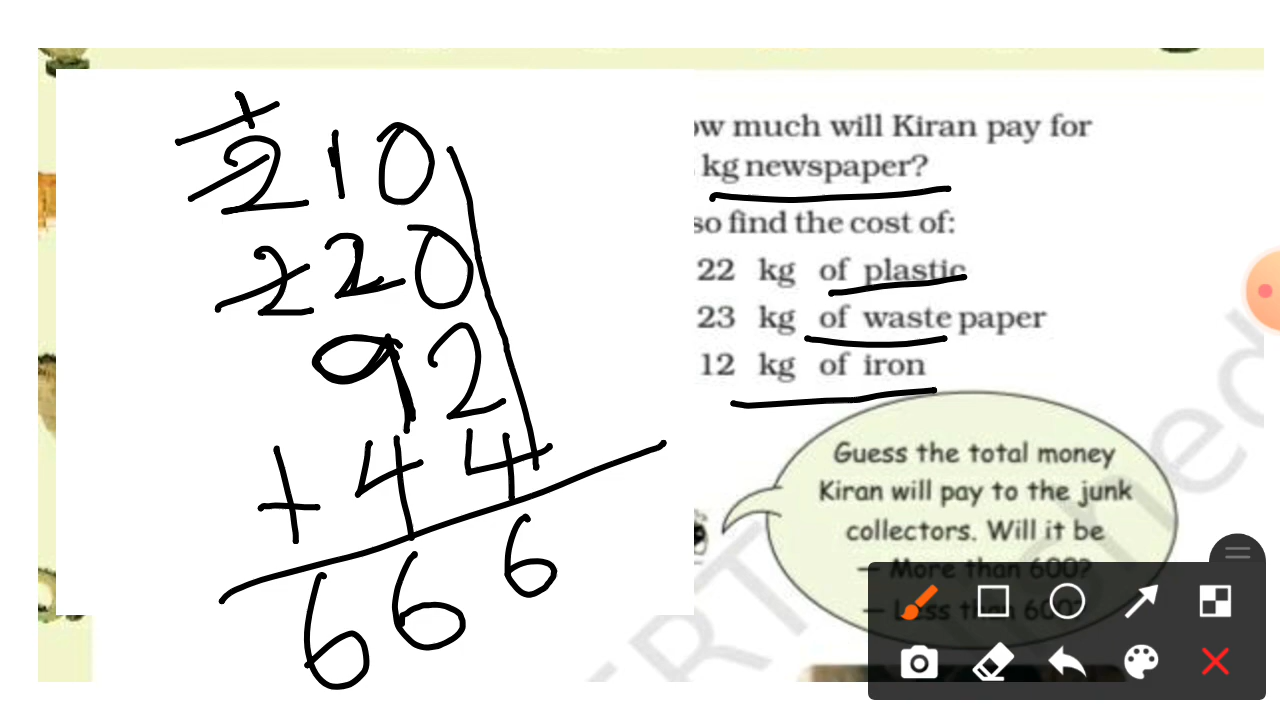 1
210
220
92
+ 44
666
ow much will Kiran pay for
kg newspaper?
so find the cost of:
22 kg of plastic
23 kg of waste paper
12 kg of iron
Guess the total money
Kiran will pay to the junk
collectors. Will it be
— More than 600?
— Less than 600?